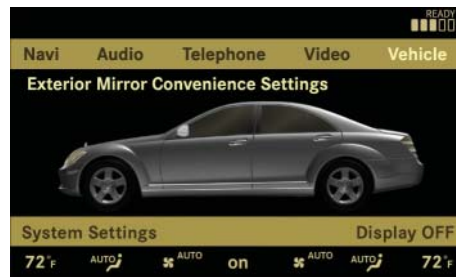 READY
Navi Audio Telephone Video Vehicle
Exterior Mirror Convenience Settings
System Settings Display OFF
72°F AUTO AUTO on AUTO AUTO 72°F